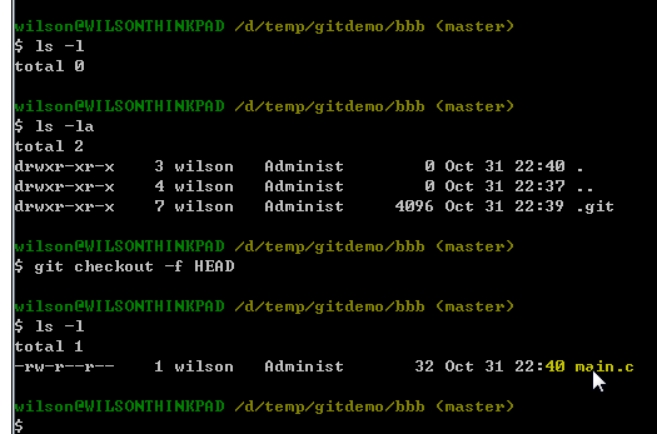 wilson@WILSONTHINKPAD /d/temp/gitdemo/bbb (master)
$ ls -l
total 0
wilson@WILSONTHINKPAD /d/temp/gitdemo/bbb (master)
$ ls -la
total 2
drwxr-xr-x    3 wilson   Administ        0 Oct 31 22:40 .
drwxr-xr-x    4 wilson   Administ        0 Oct 31 22:37 ..
drwxr-xr-x    7 wilson   Administ     4096 Oct 31 22:39 .git
wilson@WILSONTHINKPAD /d/temp/gitdemo/bbb (master)
$ git checkout -f HEAD
wilson@WILSONTHINKPAD /d/temp/gitdemo/bbb (master)
$ ls -l
total 1
-rw-r--r--    1 wilson   Administ       32 Oct 31 22:40 main.c
wilson@WILSONTHINKPAD /d/temp/gitdemo/bbb (master)
$